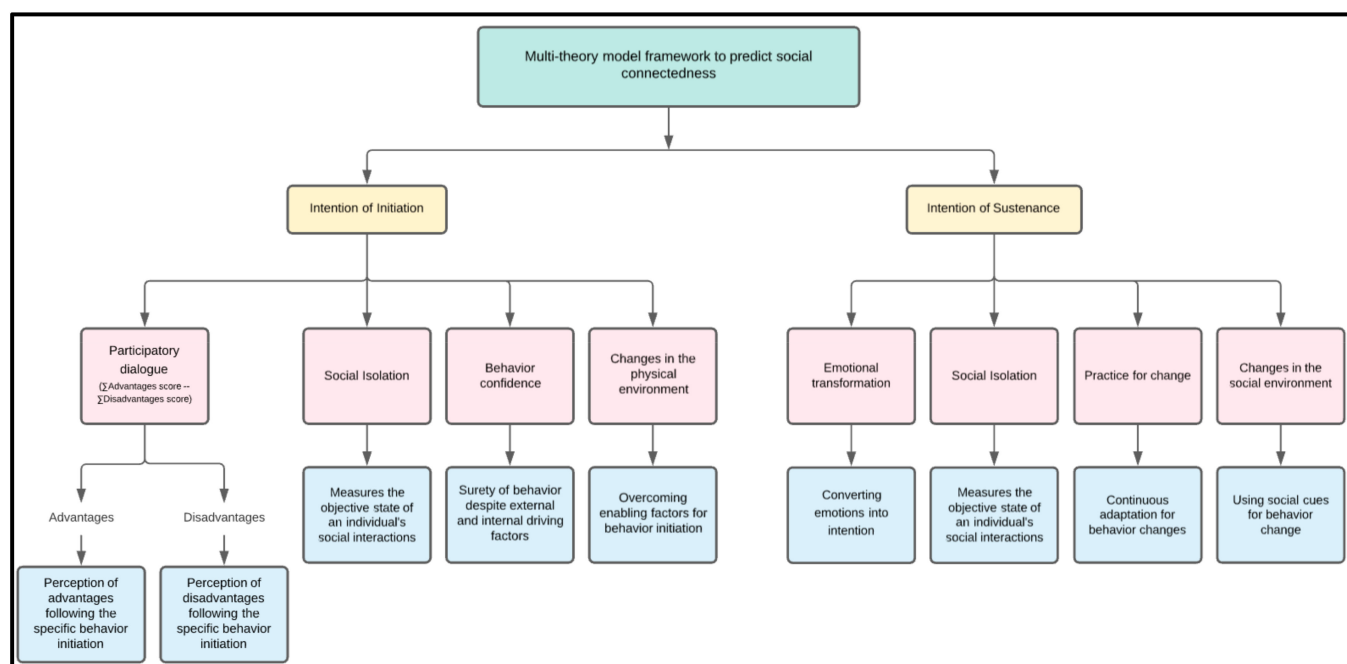 Multi-theory model framework to predict social
connectedness
Intention of Initiation
Intention of Sustenance
Participatory
dialogue
(∑Advantages score --
∑Disadvantages score)
Social Isolation
Behavior
confidence
Changes in the
physical
environment
Emotional
transformation
Social Isolation
Practice for change
Changes in the
social environment
Advantages
Disadvantages
Measures the
objective state of
an individual's
social interactions
Surety of behavior
despite external
and internal driving
factors
Overcoming
enabling factors for
behavior initiation
Converting
emotions into
intention
Measures the
objective state of
an individual's
social interactions
Continuous
adaptation for
behavior changes
Using social cues
for behavior
change
Perception of
advantages
following the
specific behavior
initiation
Perception of
disadvantages
following the
specific behavior
initiation